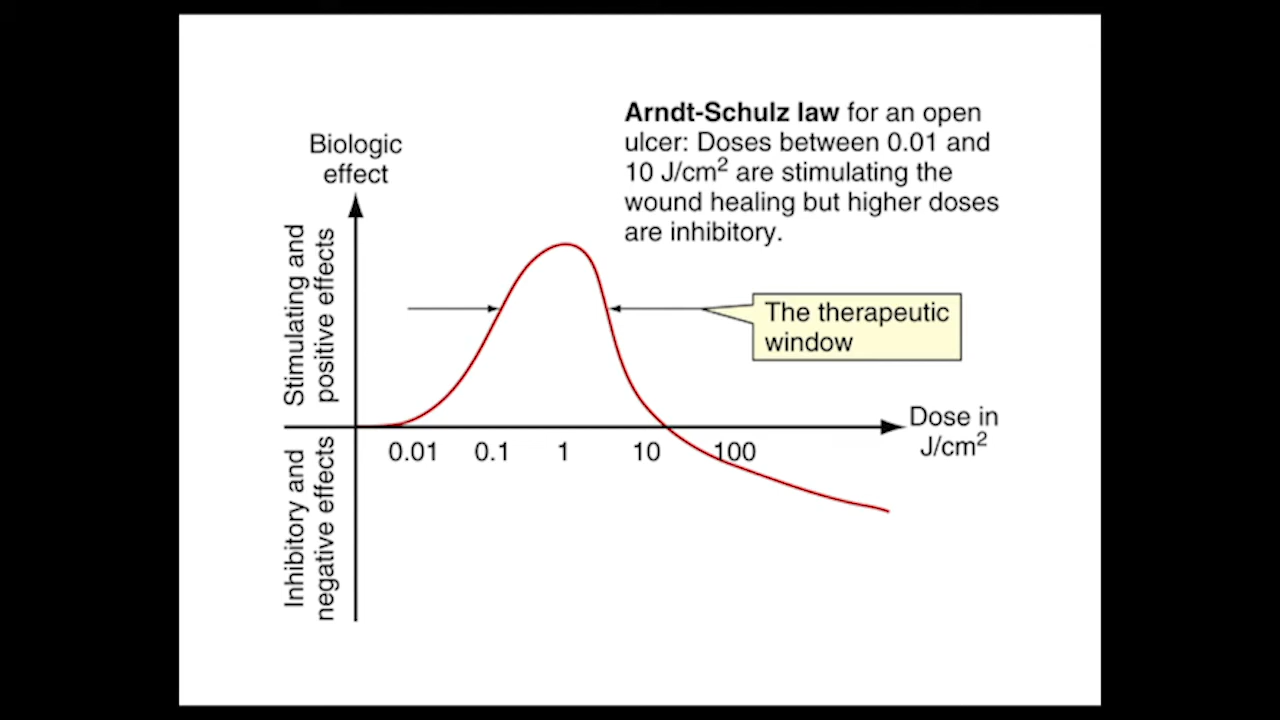 Arndt-Schulz law for an open
ulcer: Doses between 0.01 and
10 J/cm² are stimulating the
wound healing but higher doses
are inhibitory.
Biologic
effect
Stimulating and
positive effects
The therapeutic
window
Dose in
J/cm²
0.01 0.1 1 10 100
Inhibitory and
negative effects